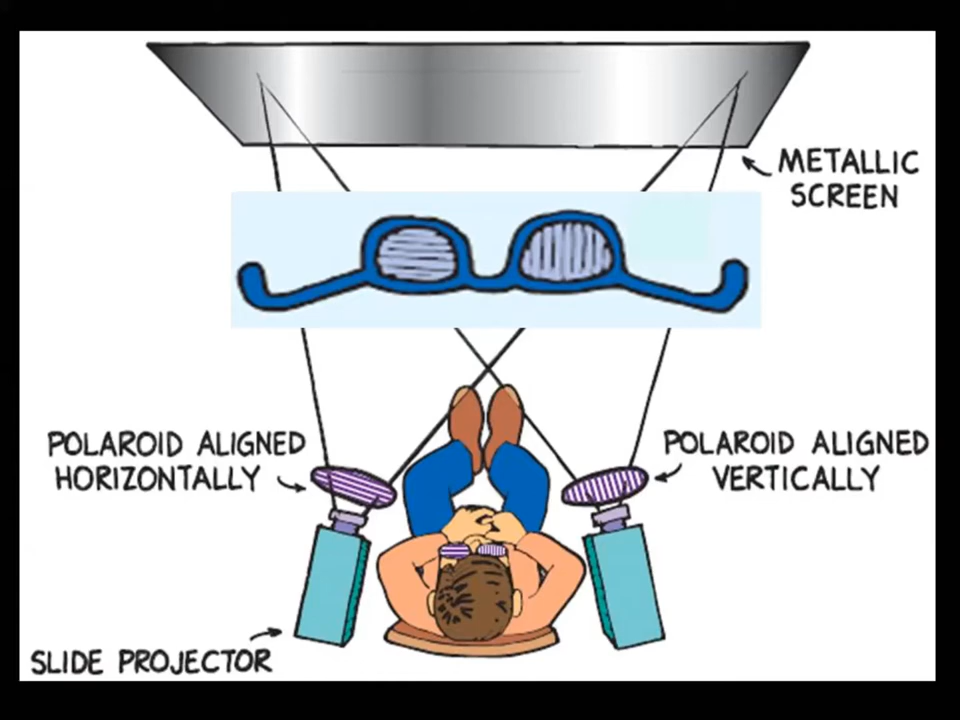 METALLIC
SCREEN
POLAROID ALIGNED
HORIZONTALLY
POLAROID ALIGNED
VERTICALLY
SLIDE PROJECTOR